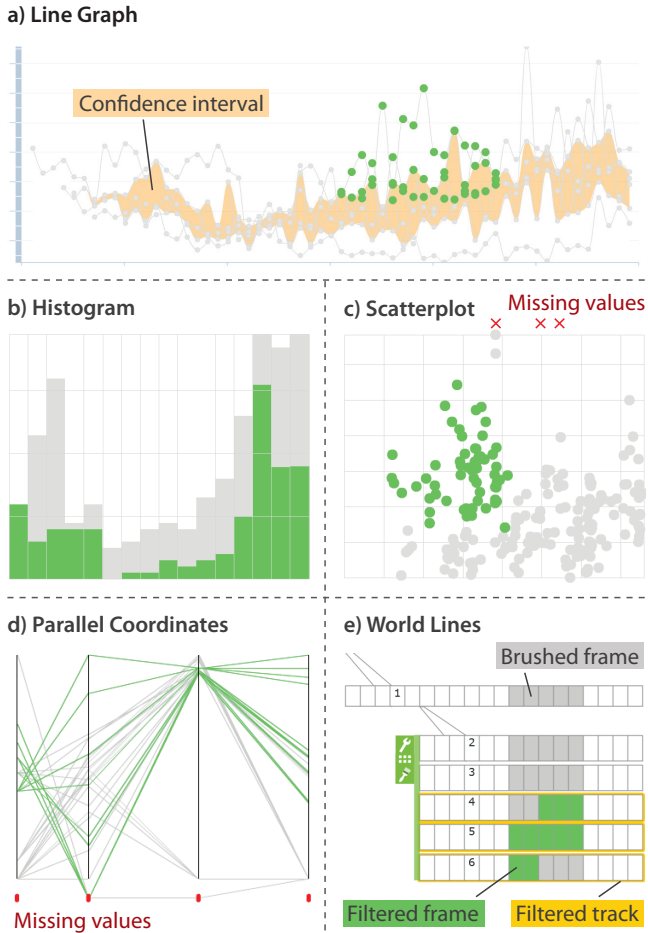 a) Line Graph
Confidence interval
b) Histogram
c) Scatterplot
Missing values
d) Parallel Coordinates
Missing values
e) World Lines
Brushed frame
1
2
3
4
5
6
Filtered frame
Filtered track